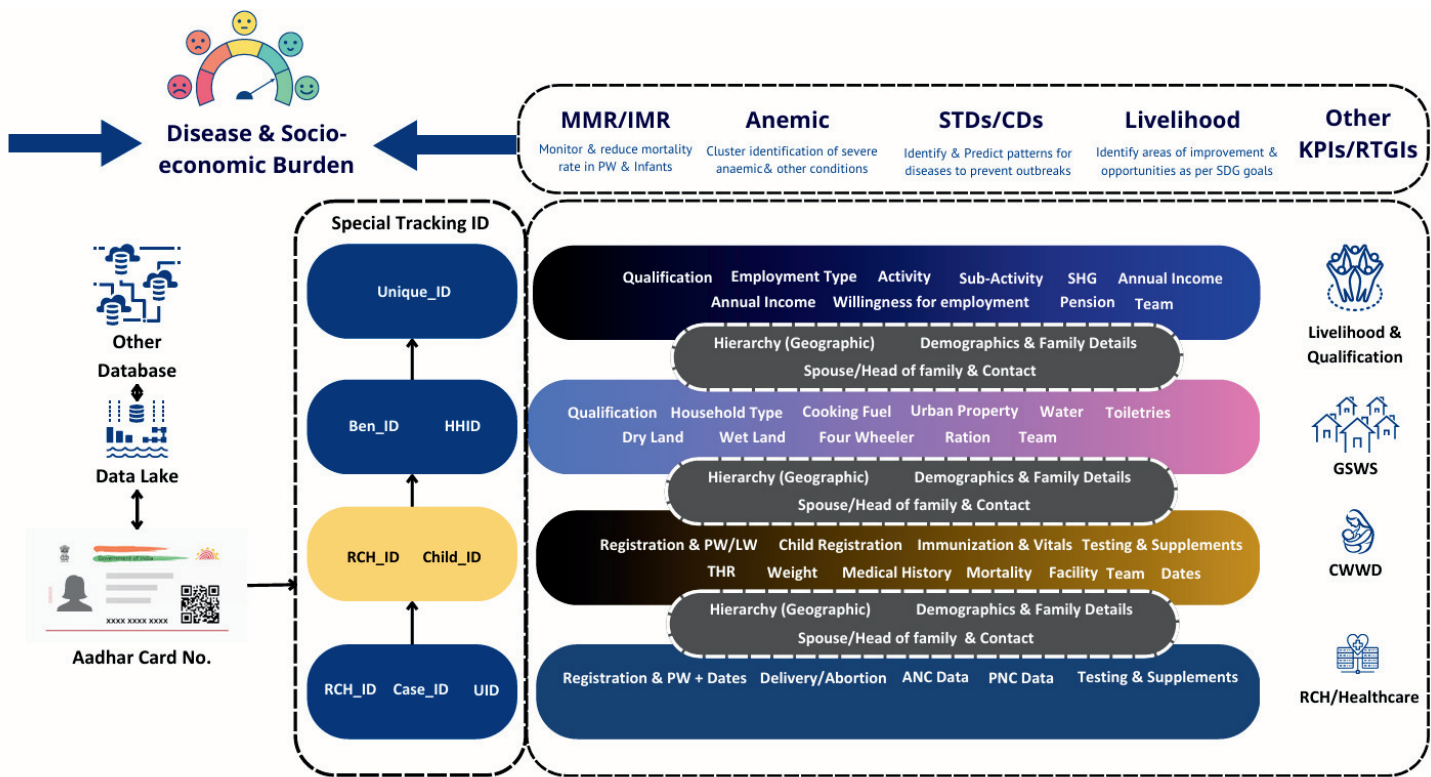 Disease & Socio-
economic Burden
MMR/IMR
Monitor & reduce mortality
rate in PW & Infants
Anemic
Cluster identification of severe
anaemic& other conditions
STDs/CDs
Identify & Predict patterns for
diseases to prevent outbreaks
Livelihood
Identify areas of improvement &
opportunities as per SDG goals
Other
KPIs/RTGIs
Other
Database
Data Lake
Government of India
XXXX XXXX XXXX
Aadhar Card No.
Special Tracking ID
Unique_ID
Ben_ID HHID
RCH_ID Child_ID
RCH_ID Case_ID UID
Qualification Employment Type Activity Sub-Activity SHG Annual Income
Annual Income Willingness for employment Pension Team
Hierarchy (Geographic) Demographics & Family Details
Spouse/Head of family & Contact
Qualification Household Type Cooking Fuel Urban Property Water Toiletries
Dry Land Wet Land Four Wheeler Ration Team
Hierarchy (Geographic) Demographics & Family Details
Spouse/Head of family & Contact
Registration & PW/LW Child Registration Immunization & Vitals Testing & Supplements
THR Weight Medical History Mortality Facility Team Dates
Hierarchy (Geographic) Demographics & Family Details
Spouse/Head of family & Contact
Registration & PW + Dates Delivery/Abortion ANC Data PNC Data Testing & Supplements
Livelihood &
Qualification
GSWS
CWWD
RCH/Healthcare